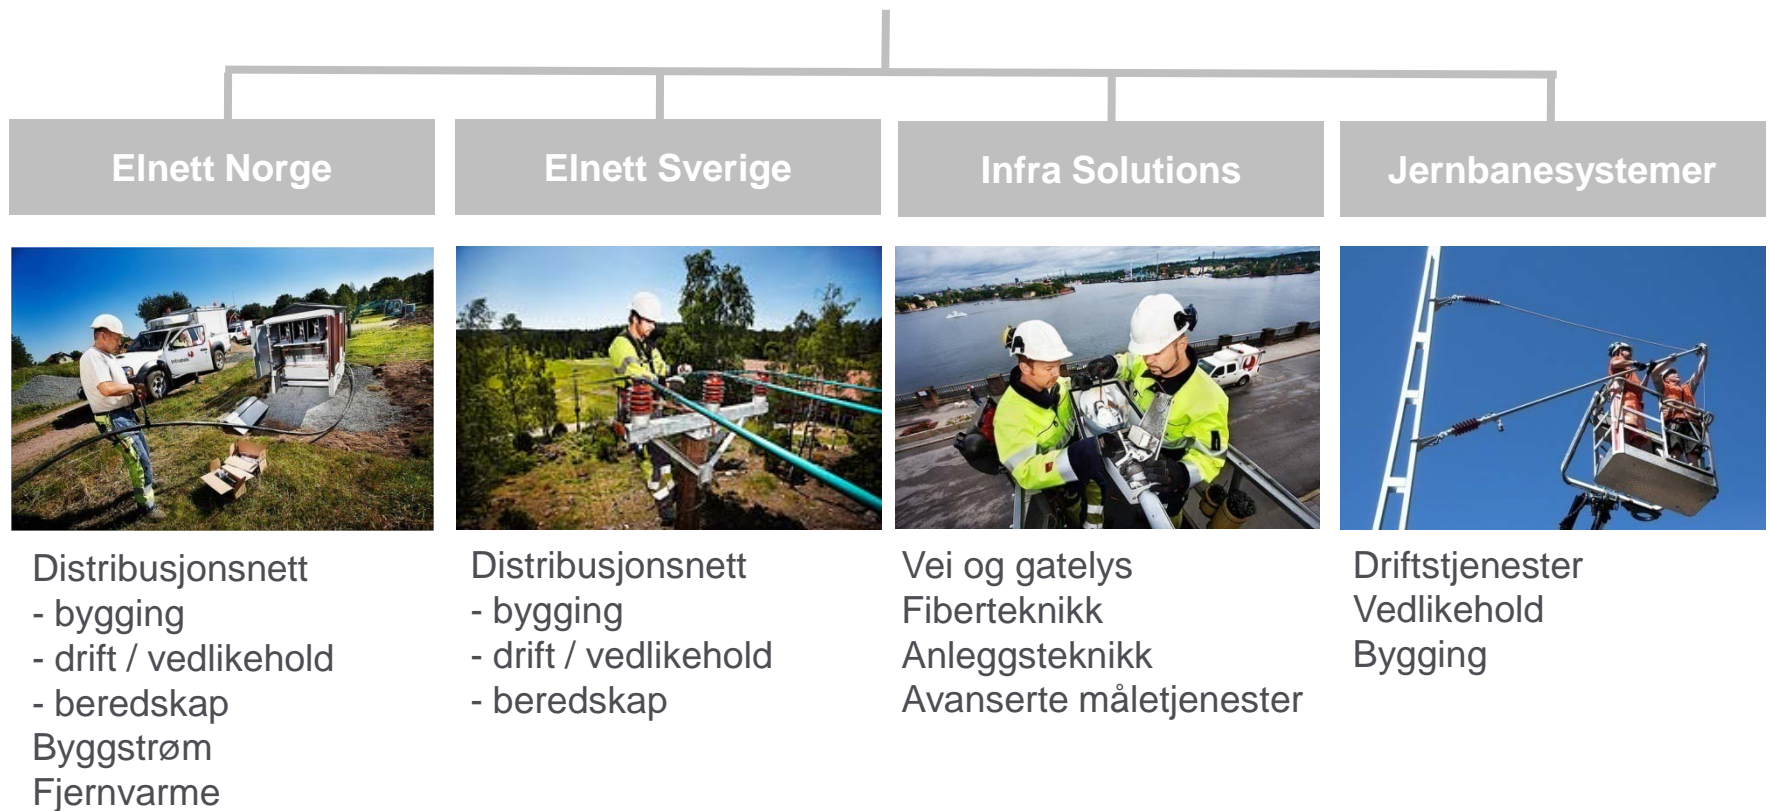 Elnett Norge
Elnett Sverige
Infra Solutions
Jernbanesystemer
Distribusjonsnett
- bygging
- drift / vedlikehold
- beredskap
Byggstrøm
Fjernvarme
Distribusjonsnett
- bygging
- drift / vedlikehold
- beredskap
Vei og gatelys
Fiberteknikk
Anleggsteknikk
Avanserte måletjenester
Driftstjenester
Vedlikehold
Bygging